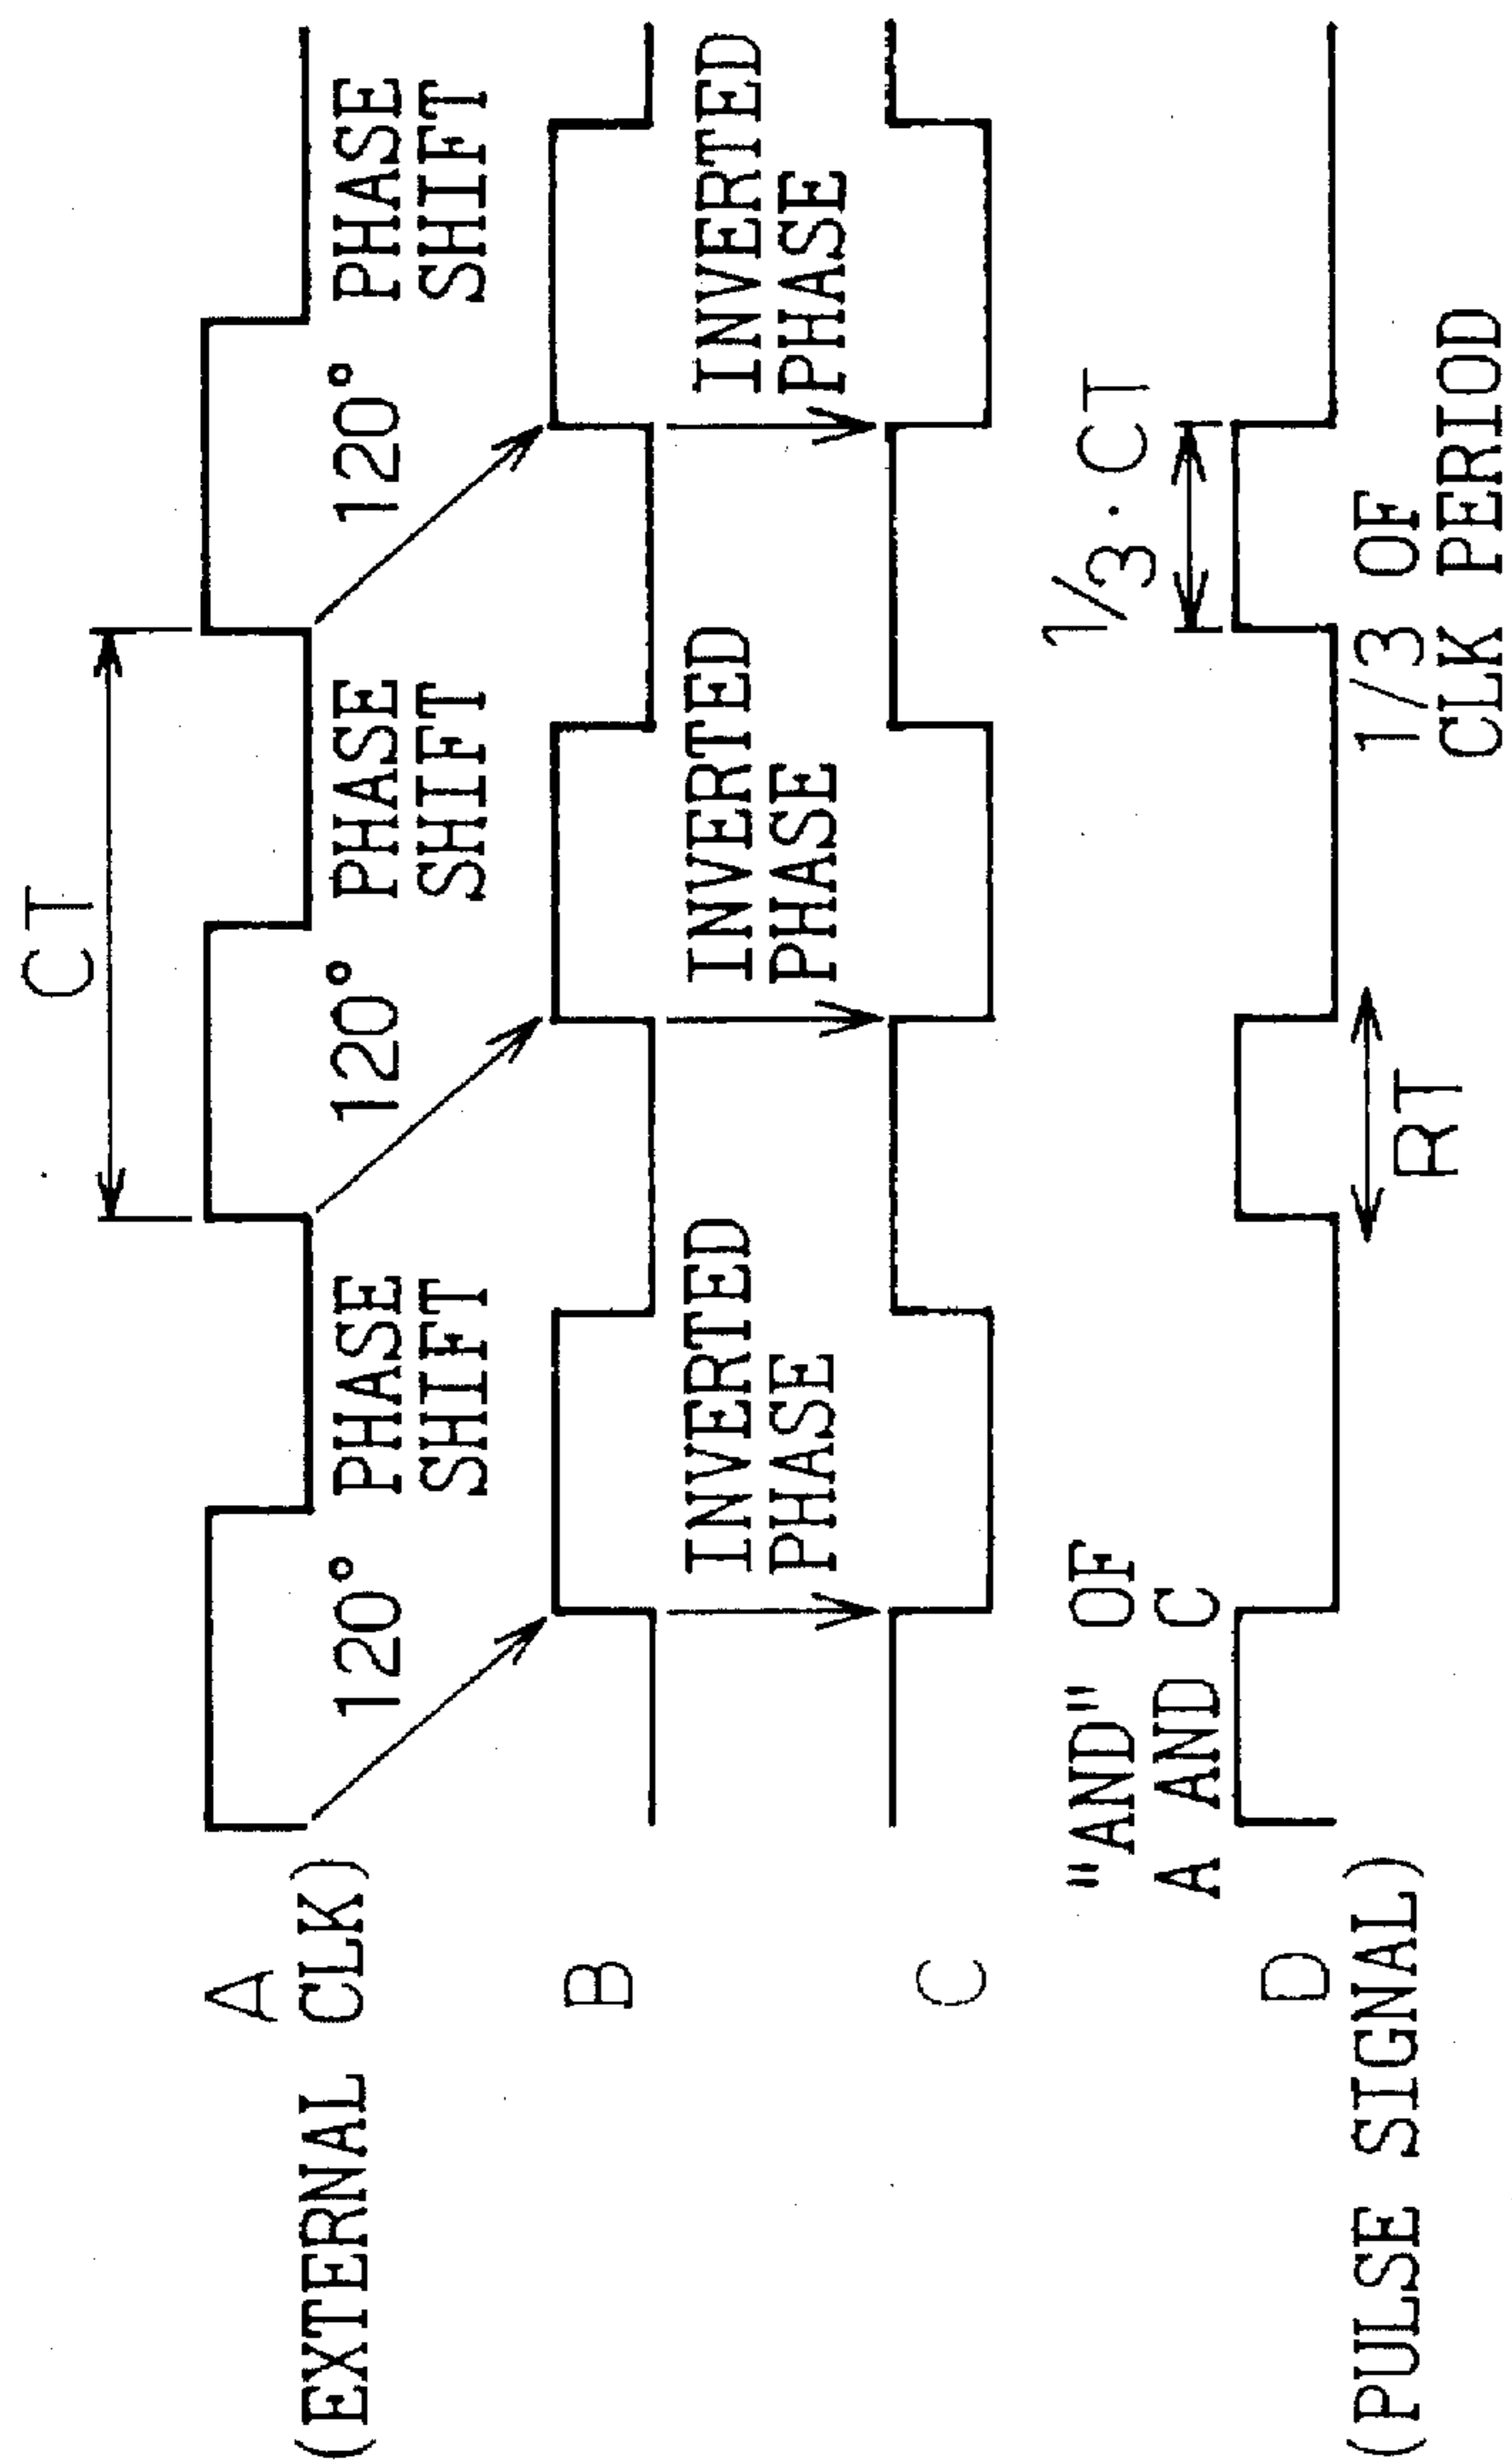 CT
A
(EXTERNAL CLK)
120° PHASE
SHIFT
120° PHASE
SHIFT
120° PHASE
SHIFT
B
INVERTED
PHASE
INVERTED
PHASE
INVERTED
PHASE
C
"AND" OF
A AND C
1/3·CT
D
(PULSE SIGNAL)
RT
1/3 OF
CLK PERIOD